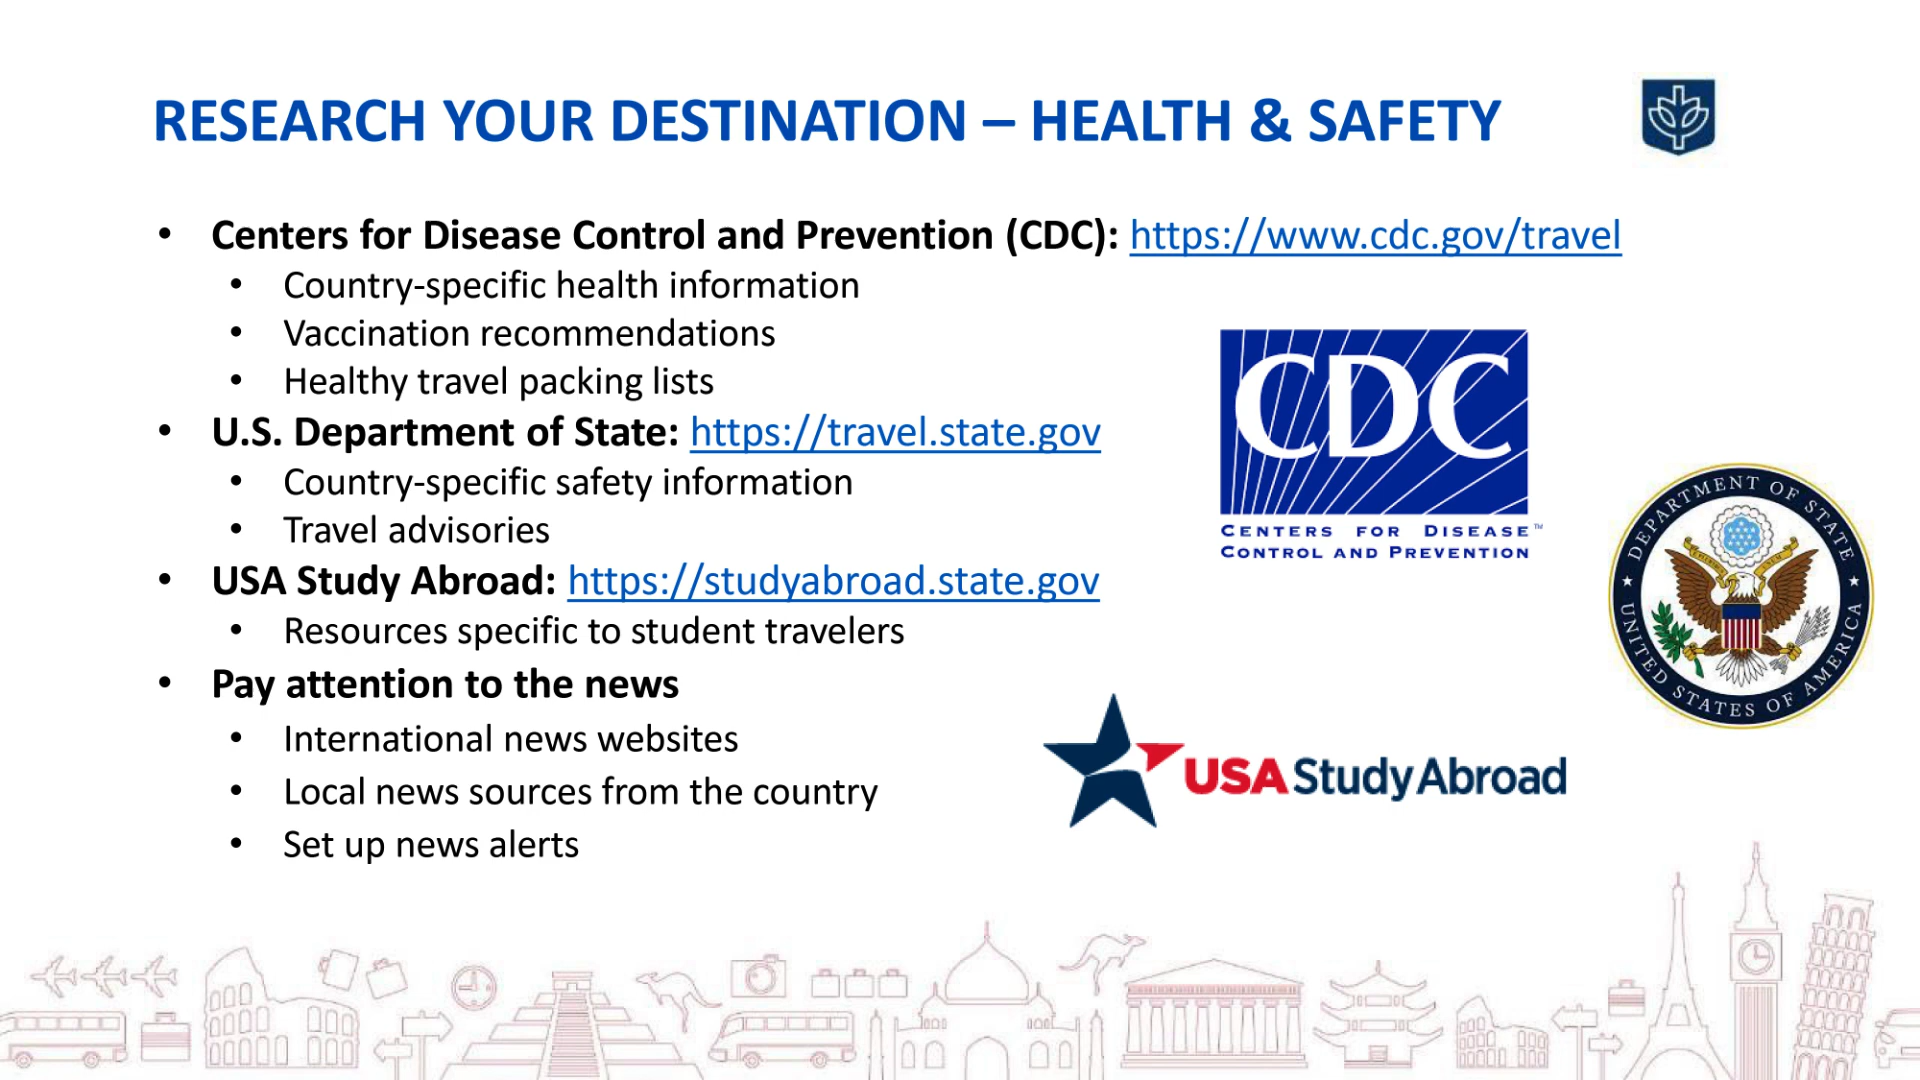 RESEARCH YOUR DESTINATION – HEALTH & SAFETY
• Centers for Disease Control and Prevention (CDC): https://www.cdc.gov/travel
• Country-specific health information
• Vaccination recommendations
• Healthy travel packing lists
• U.S. Department of State: https://travel.state.gov
• Country-specific safety information
• Travel advisories
• USA Study Abroad: https://studyabroad.state.gov
• Resources specific to student travelers
• Pay attention to the news
• International news websites
• Local news sources from the country
• Set up news alerts
CDC
CENTERS FOR DISEASE™
CONTROL AND PREVENTION
DEPARTMENT OF STATE
UNITED STATES OF AMERICA
USA StudyAbroad